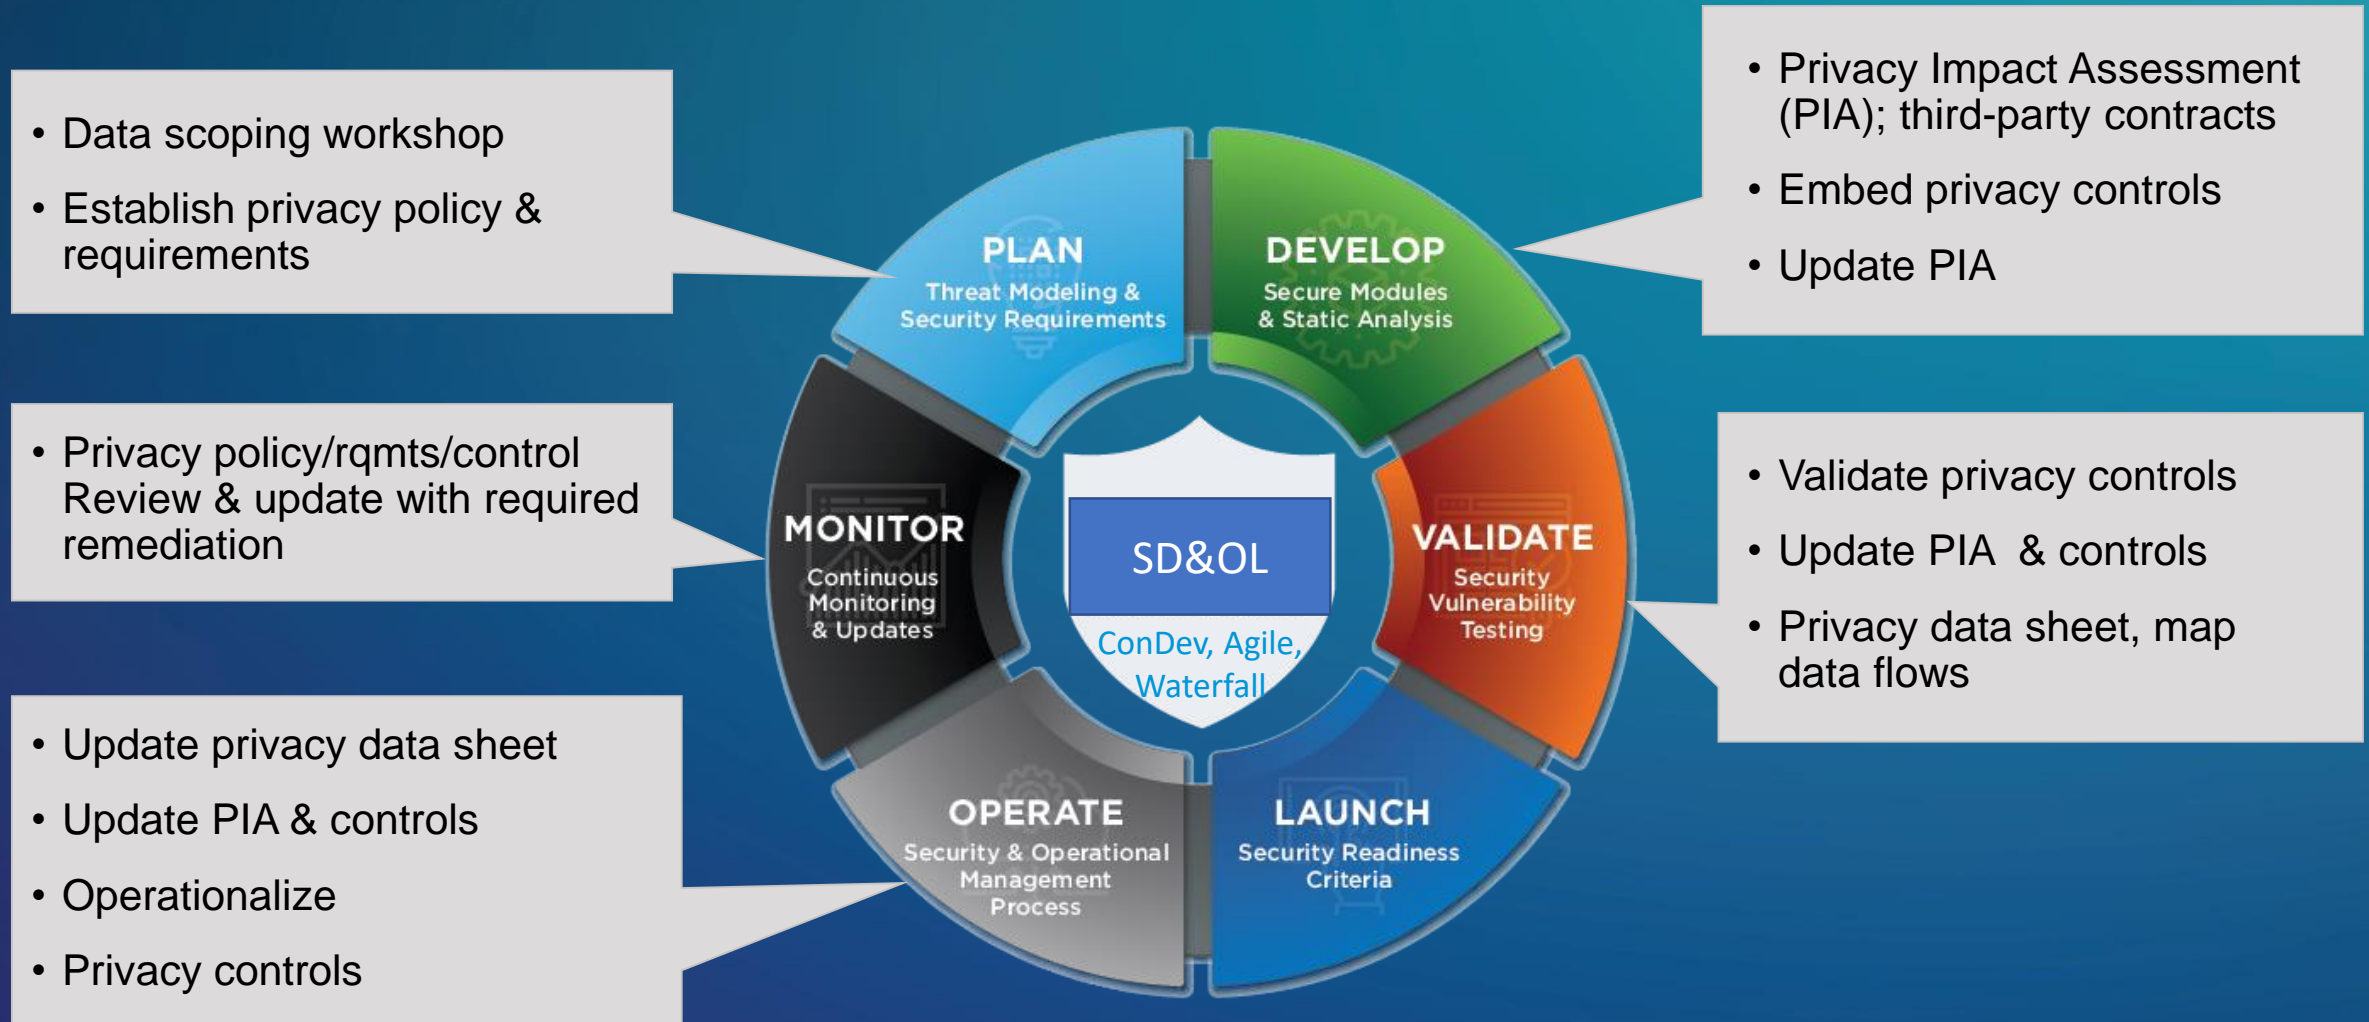 • Data scoping workshop
• Establish privacy policy &
requirements
• Privacy policy/rqmts/control
Review & update with required
remediation
• Update privacy data sheet
• Update PIA & controls
• Operationalize
• Privacy controls
PLAN
Threat Modeling &
Security Requirements
DEVELOP
Secure Modules
& Static Analysis
MONITOR
Continuous
Monitoring
& Updates
SD&OL
ConDev, Agile,
Waterfall
VALIDATE
Security
Vulnerability
Testing
OPERATE
Security & Operational
Management
Process
LAUNCH
Security Readiness
Criteria
• Privacy Impact Assessment
(PIA); third-party contracts
• Embed privacy controls
• Update PIA
• Validate privacy controls
• Update PIA  & controls
• Privacy data sheet, map
data flows